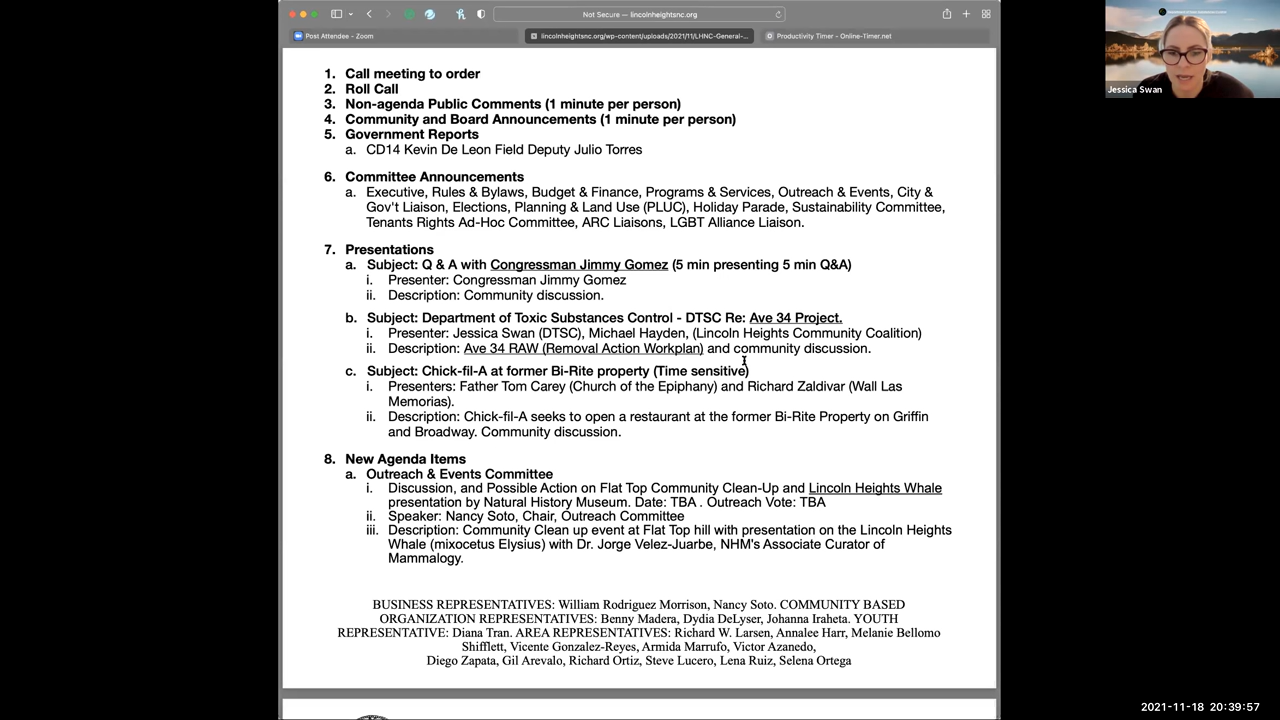 Not Secure — lincolnheightsnc.org
Post Attendee - Zoom
lincolnheightsnc.org/wp-content/uploads/2021/11/LHNC-General-...
Productivity Timer - Online-Timer.net
1. Call meeting to order
2. Roll Call
3. Non-agenda Public Comments (1 minute per person)
4. Community and Board Announcements (1 minute per person)
5. Government Reports
a. CD14 Kevin De Leon Field Deputy Julio Torres
6. Committee Announcements
a. Executive, Rules & Bylaws, Budget & Finance, Programs & Services, Outreach & Events, City &
Gov't Liaison, Elections, Planning & Land Use (PLUC), Holiday Parade, Sustainability Committee,
Tenants Rights Ad-Hoc Committee, ARC Liaisons, LGBT Alliance Liaison.
7. Presentations
a. Subject: Q & A with Congressman Jimmy Gomez (5 min presenting 5 min Q&A)
i. Presenter: Congressman Jimmy Gomez
ii. Description: Community discussion.
b. Subject: Department of Toxic Substances Control - DTSC Re: Ave 34 Project.
i. Presenter: Jessica Swan (DTSC), Michael Hayden, (Lincoln Heights Community Coalition)
ii. Description: Ave 34 RAW (Removal Action Workplan) and community discussion.
c. Subject: Chick-fil-A at former Bi-Rite property (Time sensitive)
i. Presenters: Father Tom Carey (Church of the Epiphany) and Richard Zaldivar (Wall Las
Memorias).
ii. Description: Chick-fil-A seeks to open a restaurant at the former Bi-Rite Property on Griffin
and Broadway. Community discussion.
8. New Agenda Items
a. Outreach & Events Committee
i. Discussion, and Possible Action on Flat Top Community Clean-Up and Lincoln Heights Whale
presentation by Natural History Museum. Date: TBA . Outreach Vote: TBA
ii. Speaker: Nancy Soto, Chair, Outreach Committee
iii. Description: Community Clean up event at Flat Top hill with presentation on the Lincoln Heights
Whale (mixocetus Elysius) with Dr. Jorge Velez-Juarbe, NHM's Associate Curator of
Mammalogy.
BUSINESS REPRESENTATIVES: William Rodriguez Morrison, Nancy Soto. COMMUNITY BASED
ORGANIZATION REPRESENTATIVES: Benny Madera, Dydia DeLyser, Johanna Iraheta. YOUTH
REPRESENTATIVE: Diana Tran. AREA REPRESENTATIVES: Richard W. Larsen, Annalee Harr, Melanie Bellomo
Shifflett, Vicente Gonzalez-Reyes, Armida Marrufo, Victor Azanedo,
Diego Zapata, Gil Arevalo, Richard Ortiz, Steve Lucero, Lena Ruiz, Selena Ortega
Jessica Swan
2021-11-18 20:39:57